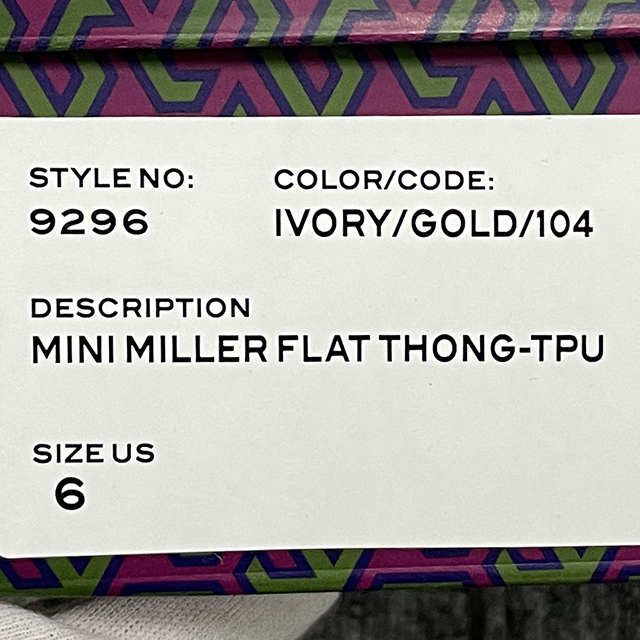 STYLE NO: COLOR/CODE:
9296 IVORY/GOLD/104
DESCRIPTION
MINI MILLER FLAT THONG-TPU
SIZE US
6